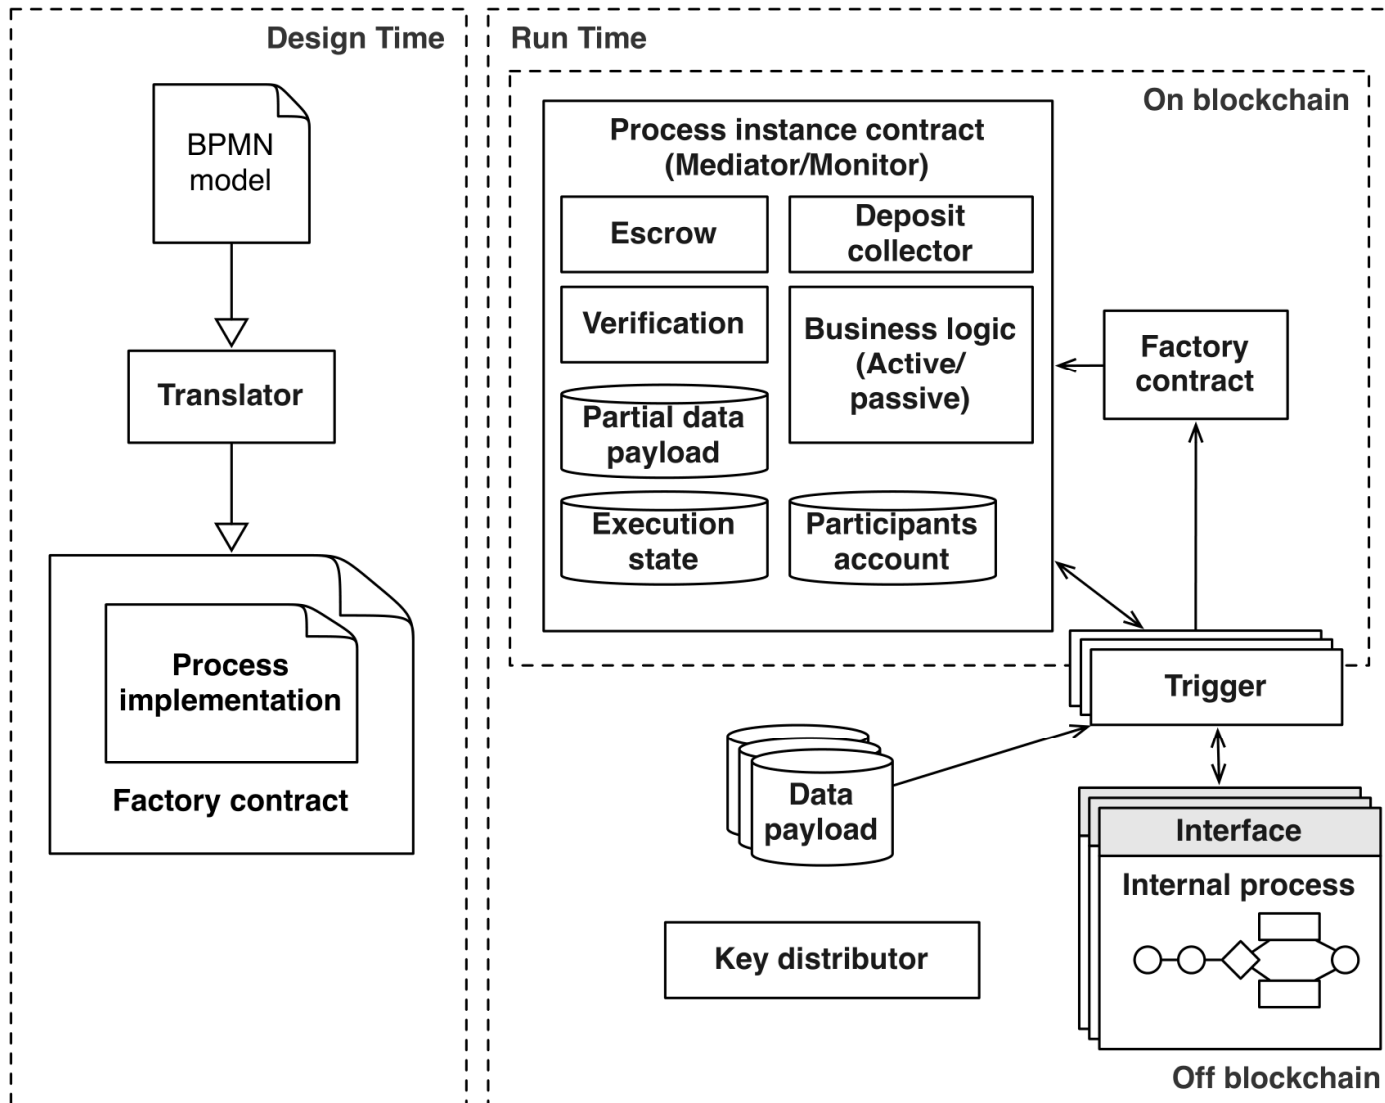 Design Time
BPMN
model
Translator
Process
implementation
Factory contract
Run Time
On blockchain
Process instance contract
(Mediator/Monitor)
Escrow
Deposit
collector
Verification
Business logic
(Active/
passive)
Partial data
payload
Execution
state
Participants
account
Factory
contract
Trigger
Data
payload
Interface
Internal process
Key distributor
Off blockchain